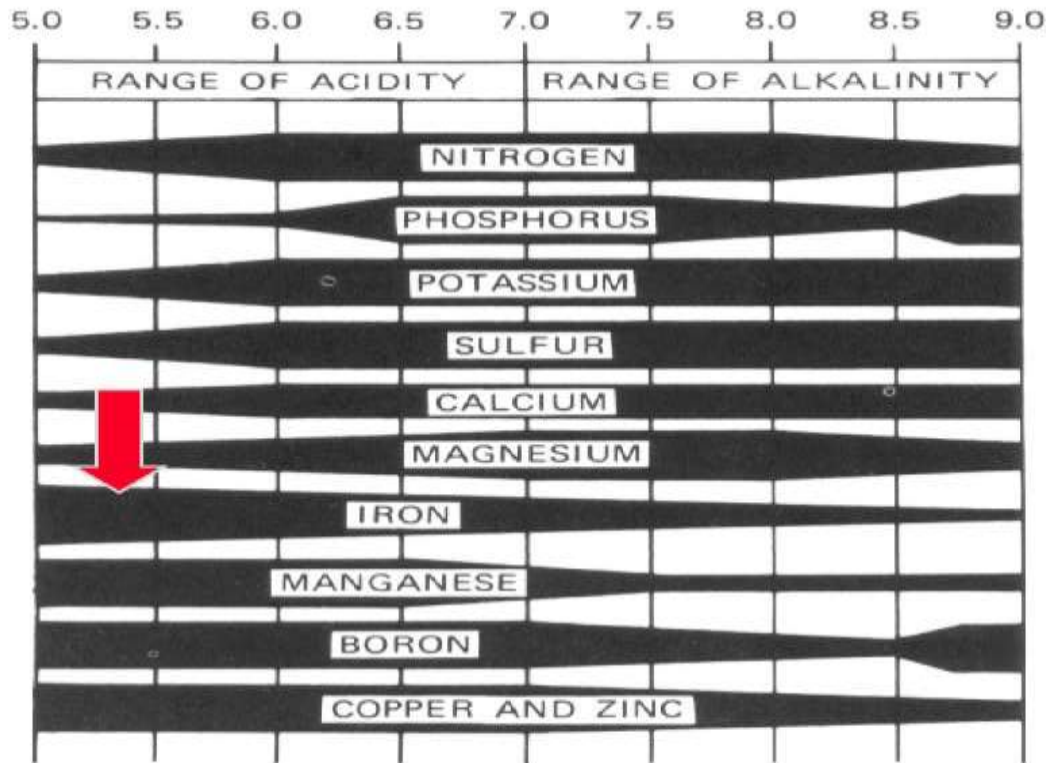 5.0 5.5 6.0 6.5 7.0 7.5 8.0 8.5 9.0
RANGE OF ACIDITY RANGE OF ALKALINITY
NITROGEN
PHOSPHORUS
POTASSIUM
SULFUR
CALCIUM
MAGNESIUM
IRON
MANGANESE
BORON
COPPER AND ZINC